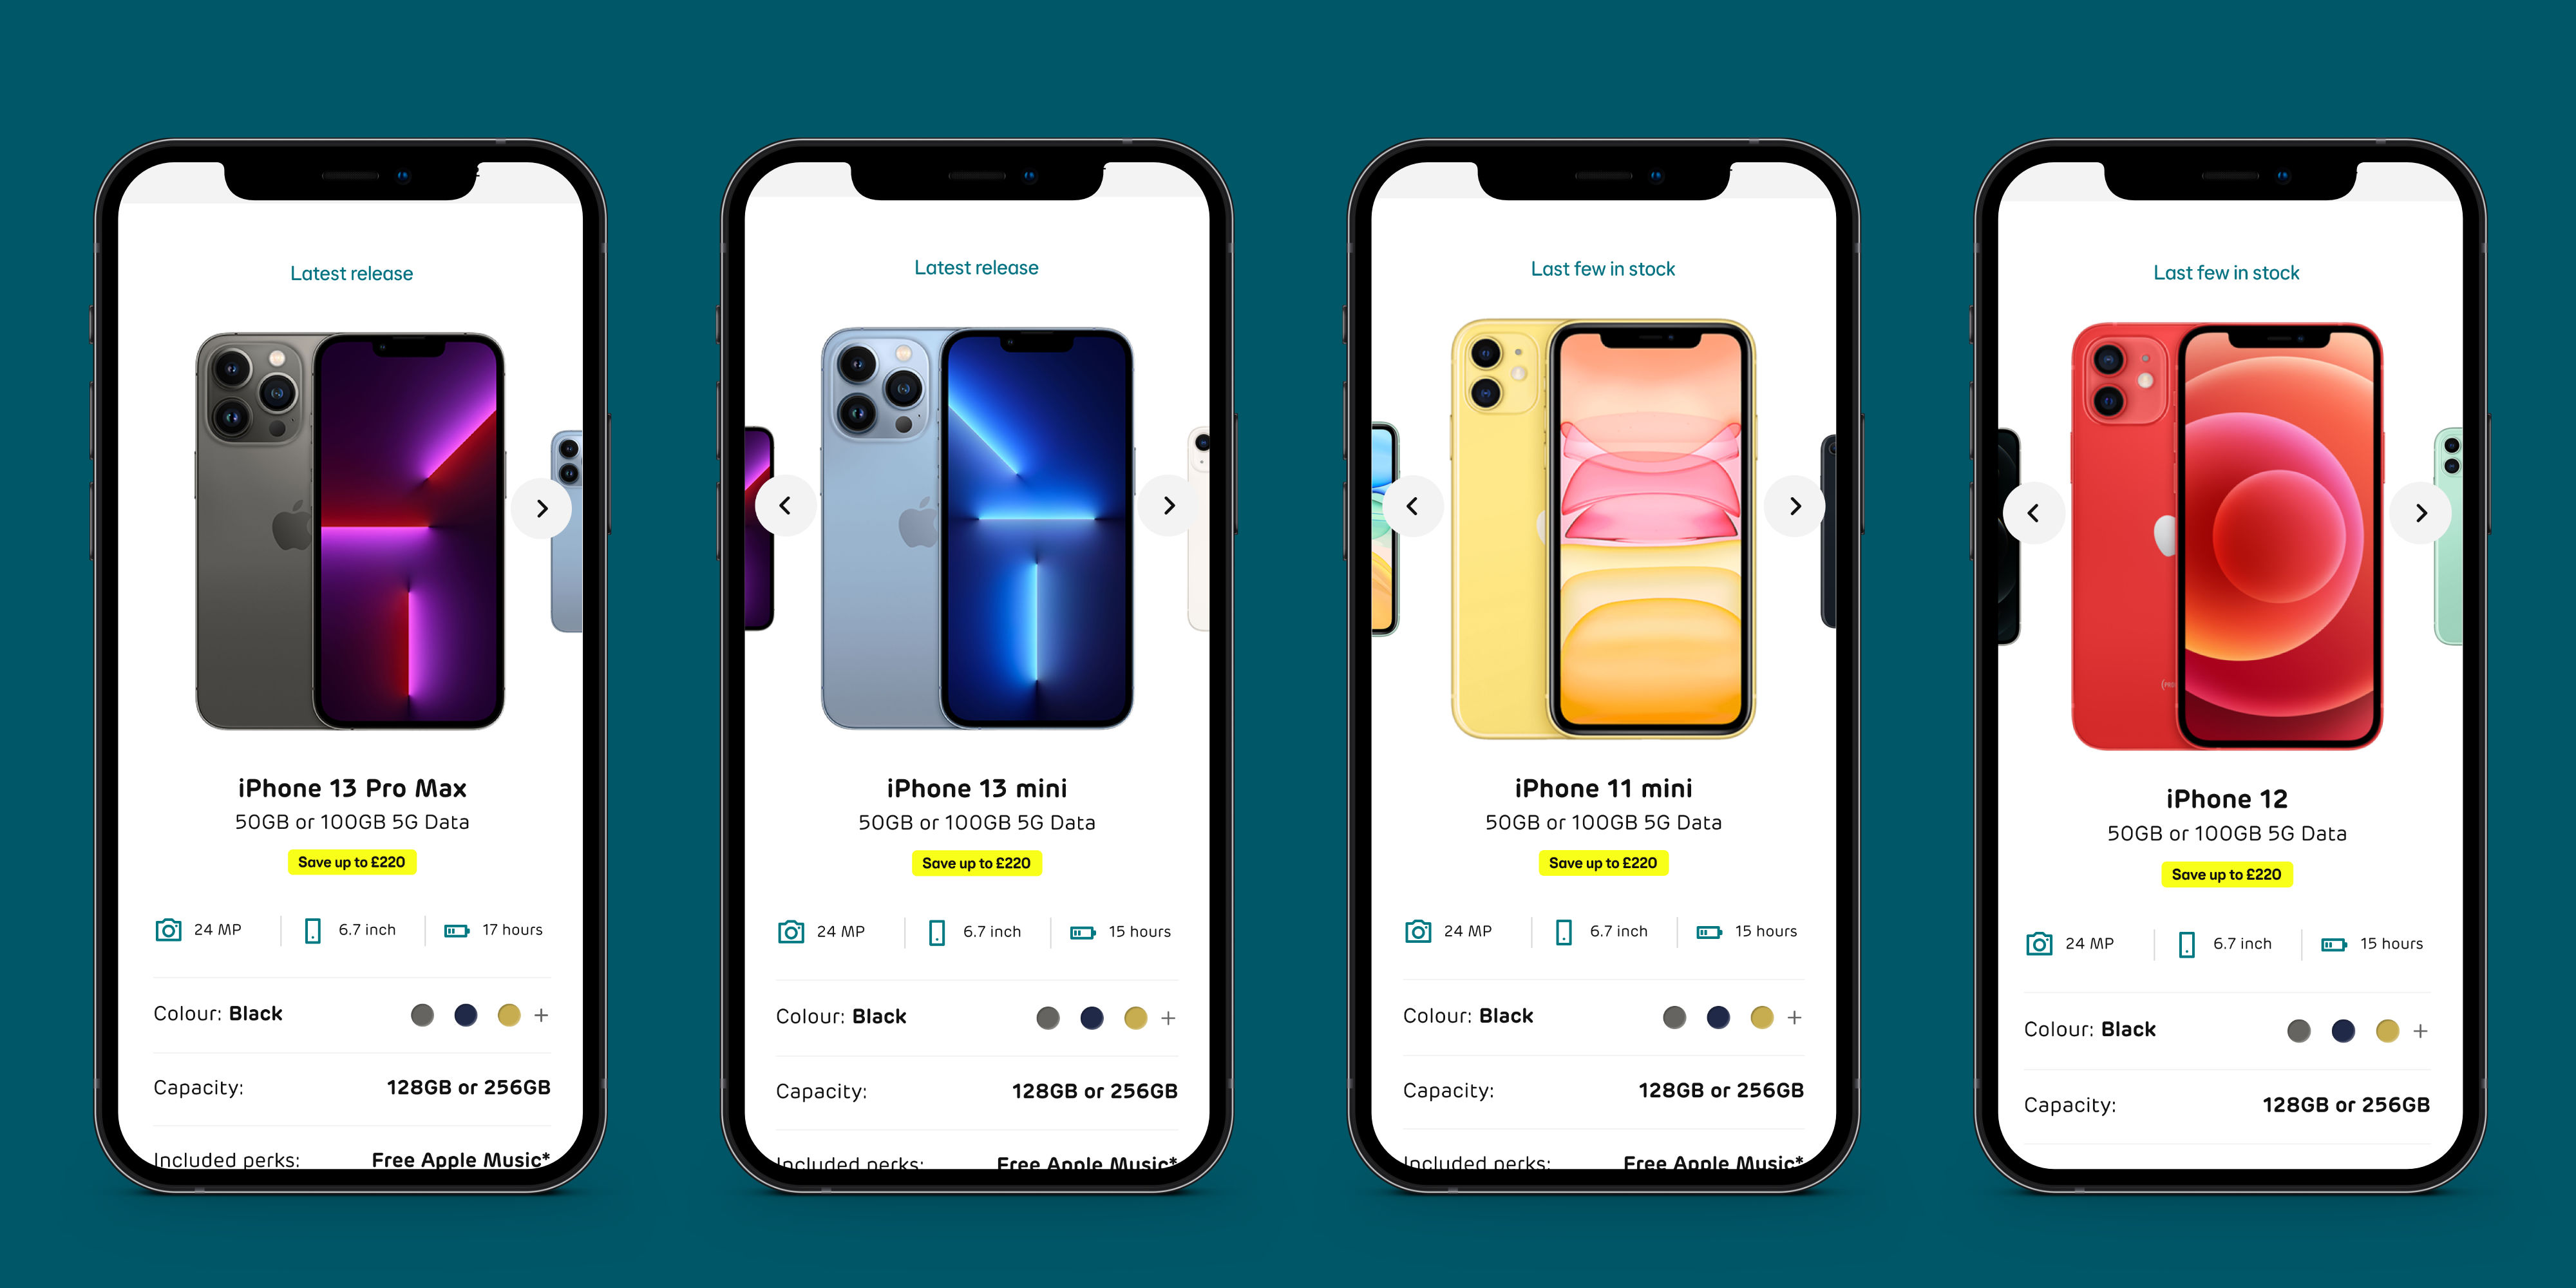 Latest release
iPhone 13 Pro Max
50GB or 100GB 5G Data
Save up to £220
24 MP
6.7 inch
17 hours
Colour: Black
Capacity: 128GB or 256GB
Included perks: Free Apple Music*
Latest release
iPhone 13 mini
50GB or 100GB 5G Data
Save up to £220
24 MP
6.7 inch
15 hours
Colour: Black
Capacity: 128GB or 256GB
Included perks: Free Apple Music*
Last few in stock
iPhone 11 mini
50GB or 100GB 5G Data
Save up to £220
24 MP
6.7 inch
15 hours
Colour: Black
Capacity: 128GB or 256GB
Included perks: Free Apple Music*
Last few in stock
iPhone 12
50GB or 100GB 5G Data
Save up to £220
24 MP
6.7 inch
15 hours
Colour: Black
Capacity: 128GB or 256GB